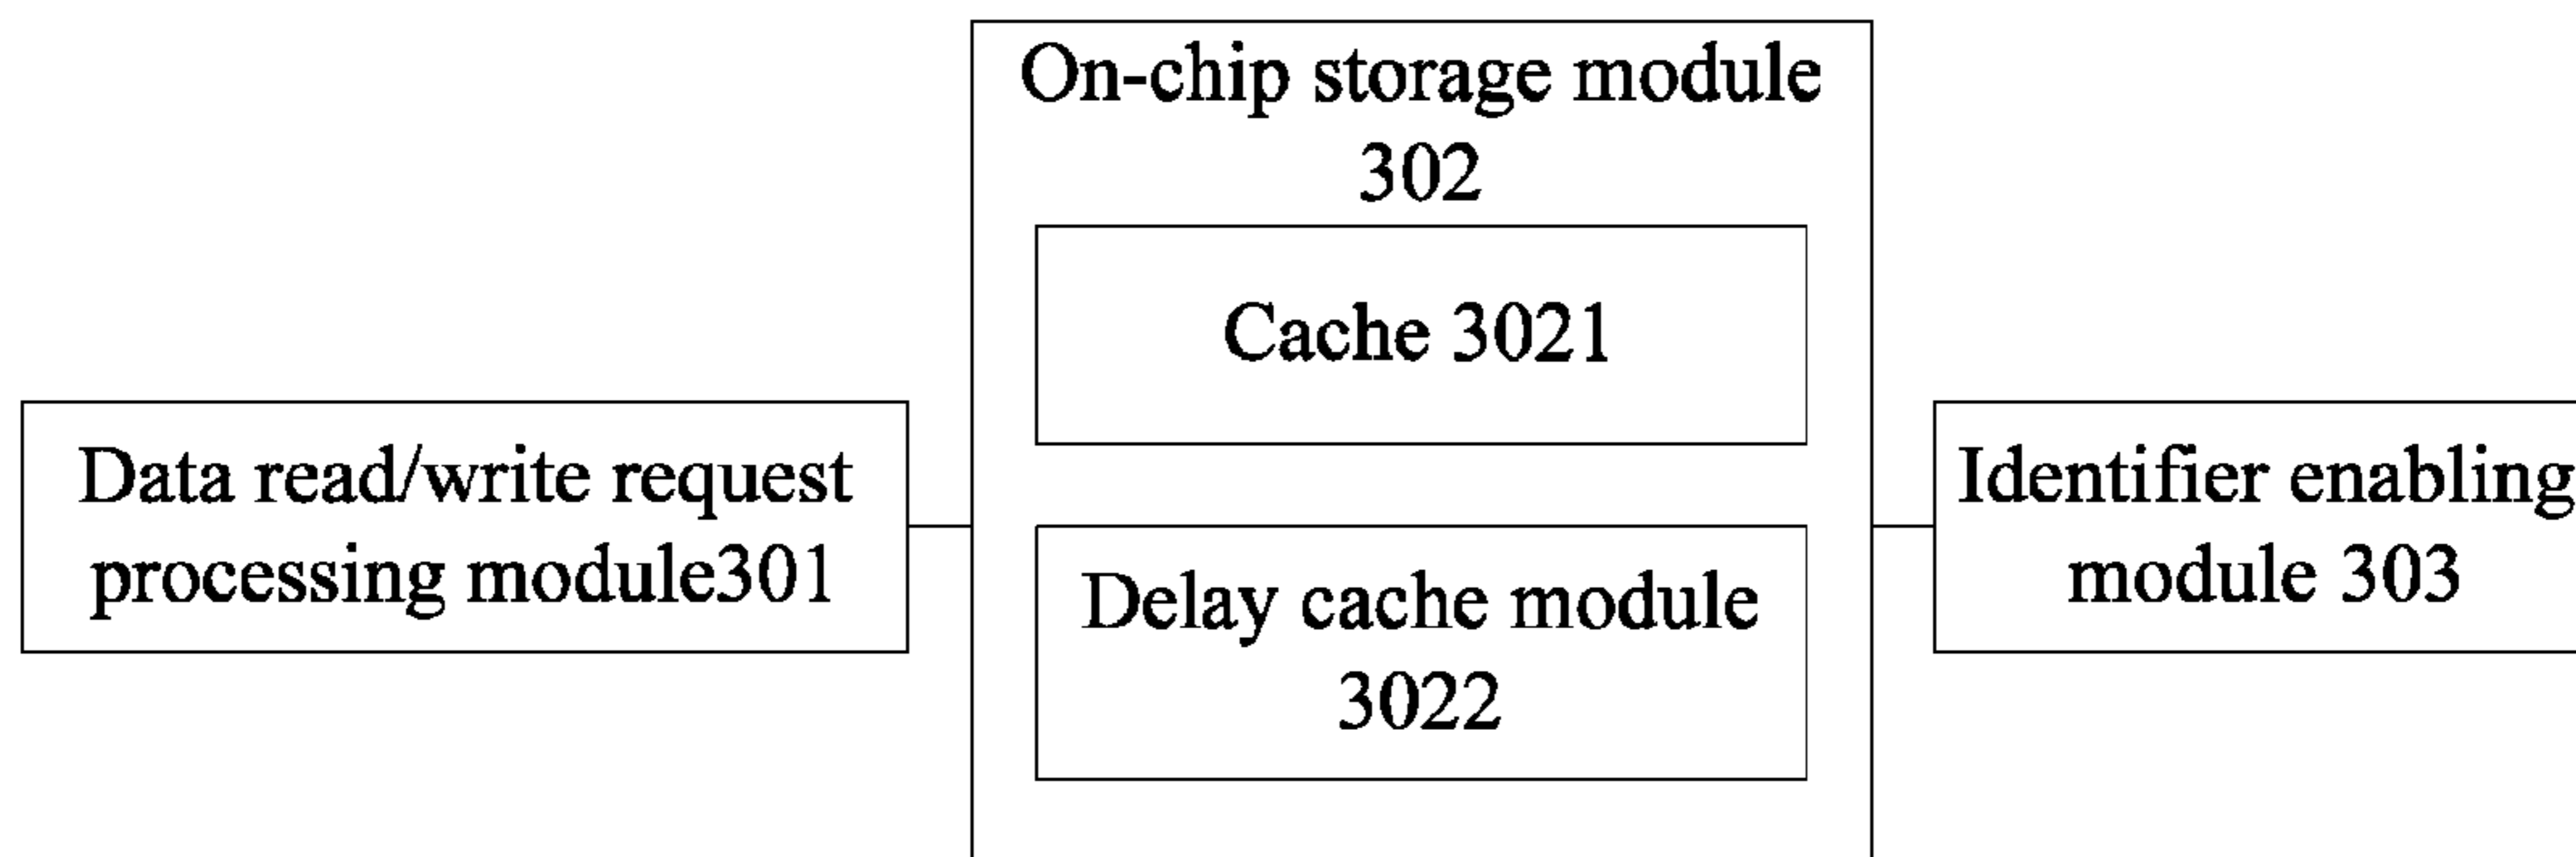 On-chip storage module
302
Cache 3021
Data read/write request
processing module301
Delay cache module
3022
Identifier enabling
module 303